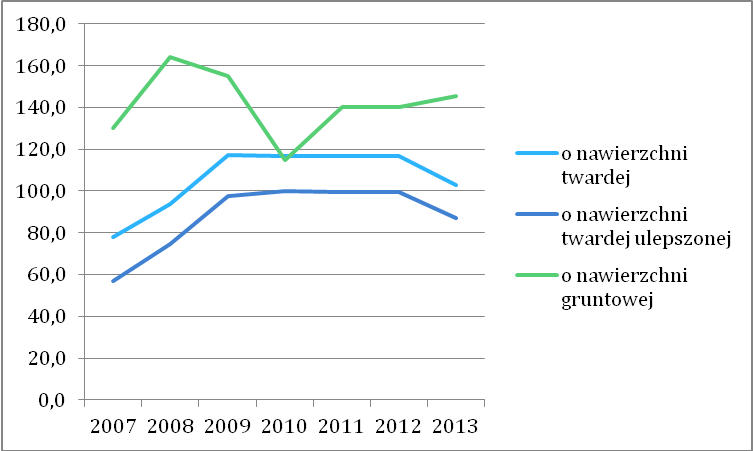 180,0
160,0
140,0
120,0
100,0
80,0
60,0
40,0
20,0
0,0
2007 2008 2009 2010 2011 2012 2013
o nawierzchni
twardej
o nawierzchni
twardej ulepszonej
o nawierzchni
gruntowej